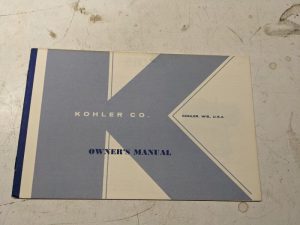 KOHLER CO.
KOHLER, WIS., U.S.A.
OWNER'S MANUAL